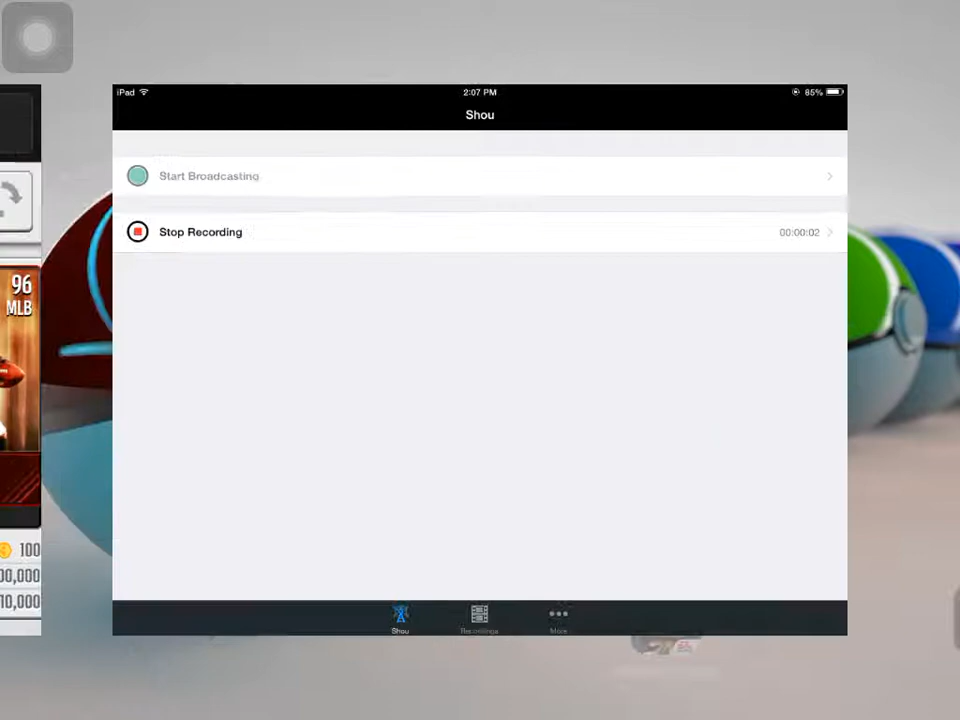 iPad
2:07 PM
85%
Shou
Start Broadcasting
Stop Recording
00:00:02
96
MLB
100
00,000
10,000
Shou
Recordings
More